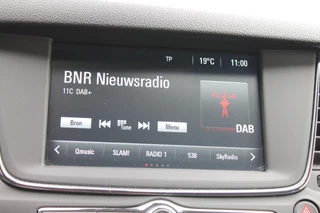 TP 19°C 11:00
BNR Nieuwsradio
11C DAB+
Bron Tune Menu
DAB
< Qmusic SLAM! RADIO 1 538 SkyRadio >